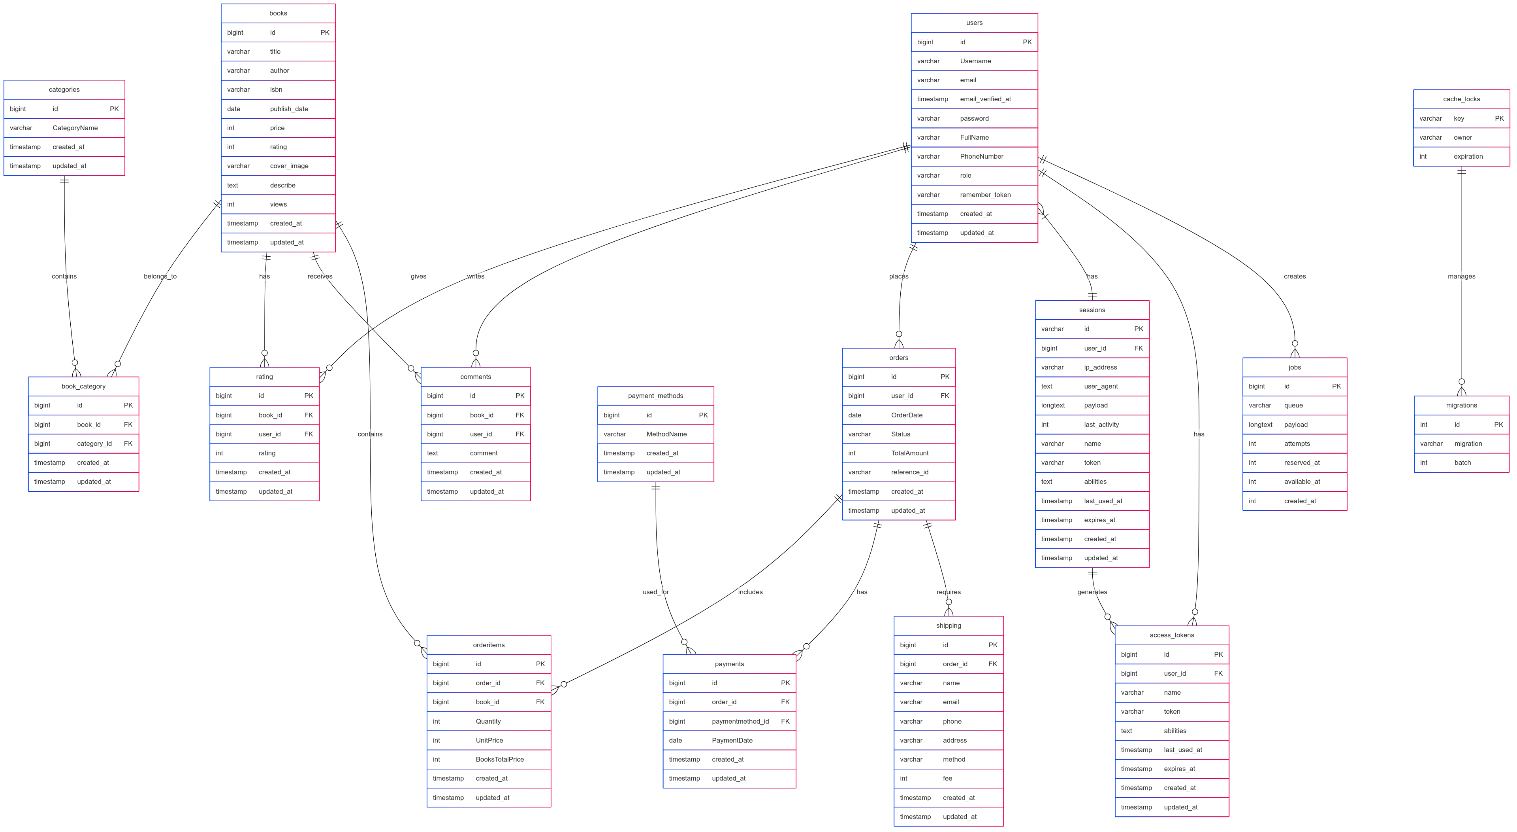 categories
bigint id PK
varchar CategoryName
timestamp created_at
timestamp updated_at
books
bigint id PK
varchar title
varchar author
varchar isbn
date publish_date
int price
int rating
varchar cover_image
text describe
int views
timestamp created_at
timestamp updated_at
users
bigint id PK
varchar Username
varchar email
timestamp email_verified_at
varchar password
varchar FullName
varchar PhoneNumber
varchar role
varchar remember_token
timestamp created_at
timestamp updated_at
cache_locks
varchar key PK
varchar owner
int expiration
contains
belongs_to
has
receives
gives
writes
places
has
creates
manages
book_category
bigint id PK
bigint book_id FK
bigint category_id FK
timestamp created_at
timestamp updated_at
rating
bigint id PK
bigint book_id FK
bigint user_id FK
int rating
timestamp created_at
timestamp updated_at
contains
comments
bigint id PK
bigint book_id FK
bigint user_id FK
text comment
timestamp created_at
timestamp updated_at
payment_methods
bigint id PK
varchar MethodName
timestamp created_at
timestamp updated_at
orders
bigint id PK
bigint user_id FK
date OrderDate
varchar Status
int TotalAmount
varchar reference_id
timestamp created_at
timestamp updated_at
sessions
varchar id PK
bigint user_id FK
varchar ip_address
text user_agent
longtext payload
int last_activity
varchar name
varchar token
text abilities
timestamp last_used_at
timestamp expires_at
timestamp created_at
timestamp updated_at
has
jobs
bigint id PK
varchar queue
longtext payload
int attempts
int reserved_at
int available_at
int created_at
migrations
int id PK
varchar migration
int batch
used_for
includes
has
requires
generates
orderitems
bigint id PK
bigint order_id FK
bigint book_id FK
int Quantity
int UnitPrice
int BooksTotalPrice
timestamp created_at
timestamp updated_at
payments
bigint id PK
bigint order_id FK
bigint paymentmethod_id FK
date PaymentDate
timestamp created_at
timestamp updated_at
shipping
bigint id PK
bigint order_id FK
varchar name
varchar email
varchar phone
varchar address
varchar method
int fee
timestamp created_at
timestamp updated_at
access_tokens
bigint id PK
bigint user_id FK
varchar name
varchar token
text abilities
timestamp last_used_at
timestamp expires_at
timestamp created_at
timestamp updated_at